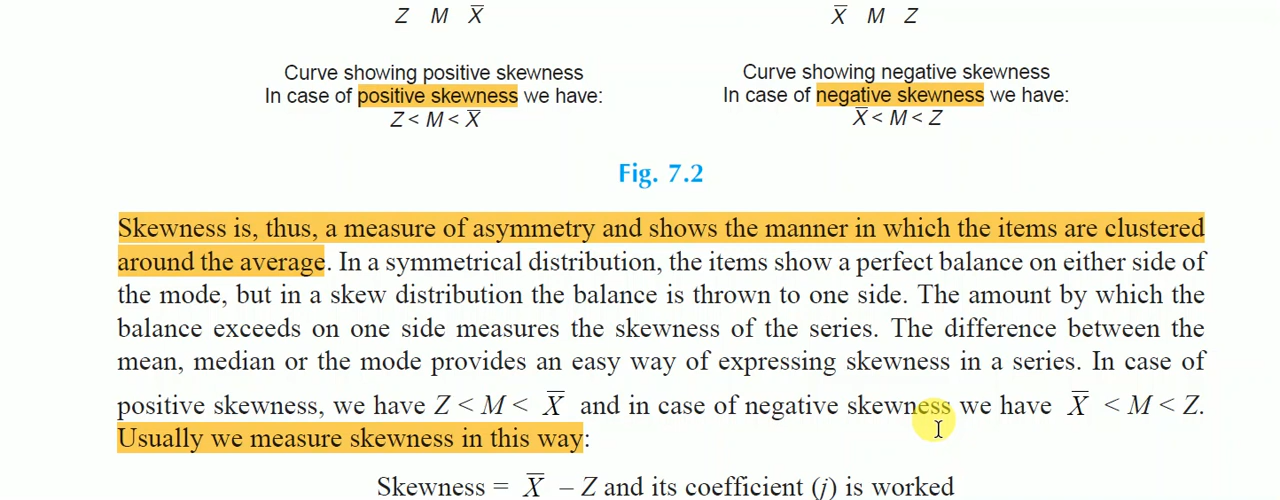 Z M X̅ X̅ M Z
Curve showing positive skewness Curve showing negative skewness
In case of positive skewness we have: In case of negative skewness we have:
Z < M < X̅ X̅ < M < Z
Fig. 7.2
Skewness is, thus, a measure of asymmetry and shows the manner in which the items are clustered
around the average. In a symmetrical distribution, the items show a perfect balance on either side of
the mode, but in a skew distribution the balance is thrown to one side. The amount by which the
balance exceeds on one side measures the skewness of the series. The difference between the
mean, median or the mode provides an easy way of expressing skewness in a series. In case of
positive skewness, we have Z < M < X̅ and in case of negative skewness we have X̅ < M < Z.
Usually we measure skewness in this way:
Skewness = X̅ – Z and its coefficient (j) is worked